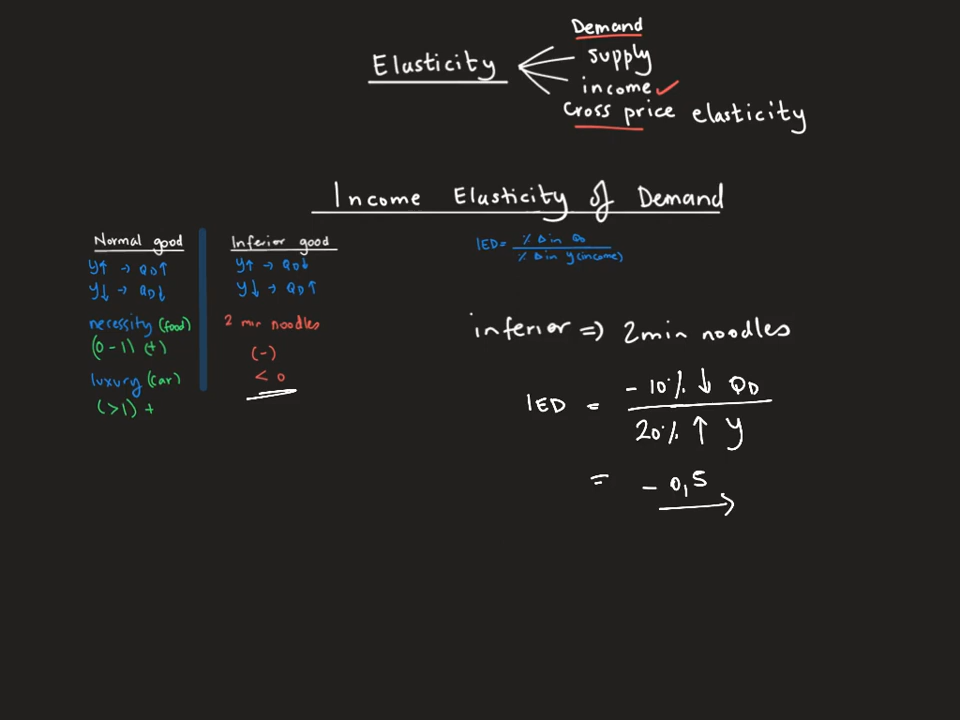 Elasticity
Demand
supply
income ✓
Cross price elasticity
Income Elasticity of Demand
Normal good
Y↑ → QD↑
Y↓ → QD↓
necessity (food)
(0-1) (+)
luxury (car)
(>1) +
Inferior good
Y↑ → QD↓
Y↓ → QD↑
2 min noodles
(-)
< 0
IED = % Δ in QD
% Δ in Y(income)
inferior => 2min noodles
IED = - 10% ↓ QD
20% ↑ Y
= - 0,5